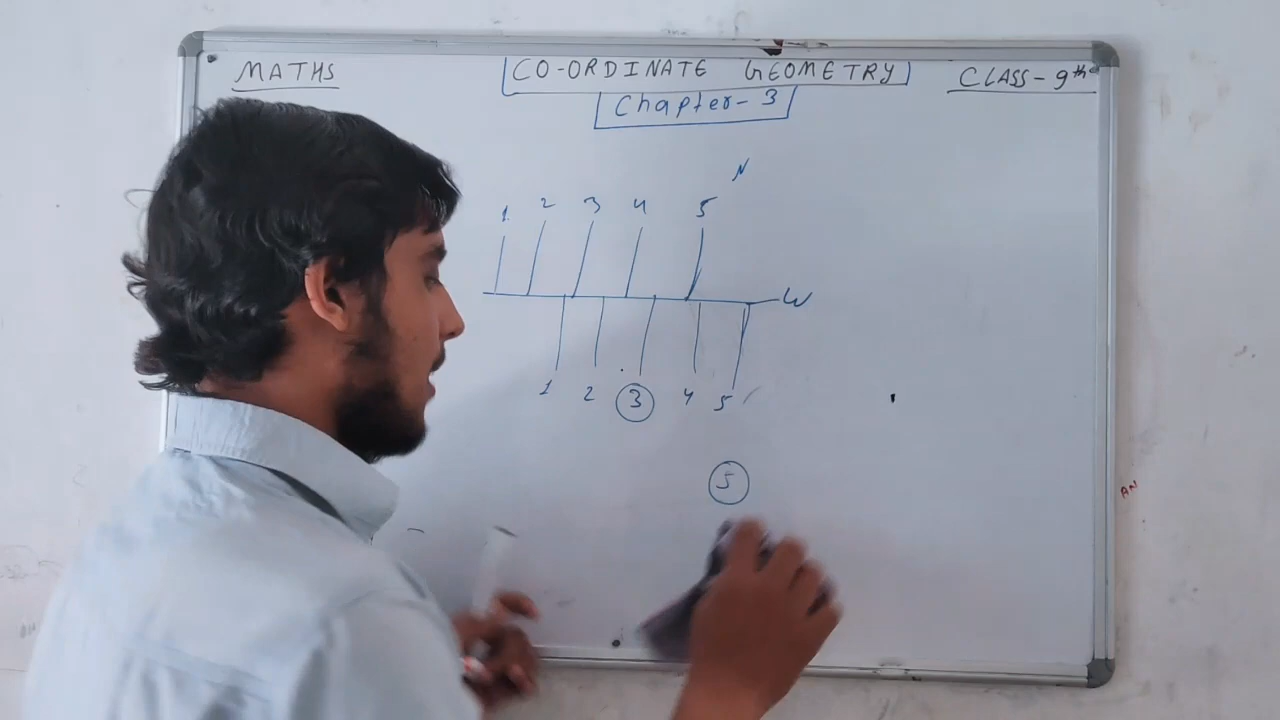 MATHS
CO-ORDINATE GEOMETRY
CLASS-9th
Chapter-3
N
1 2 3 4 5
W
1 2 3 4 5
5
AN